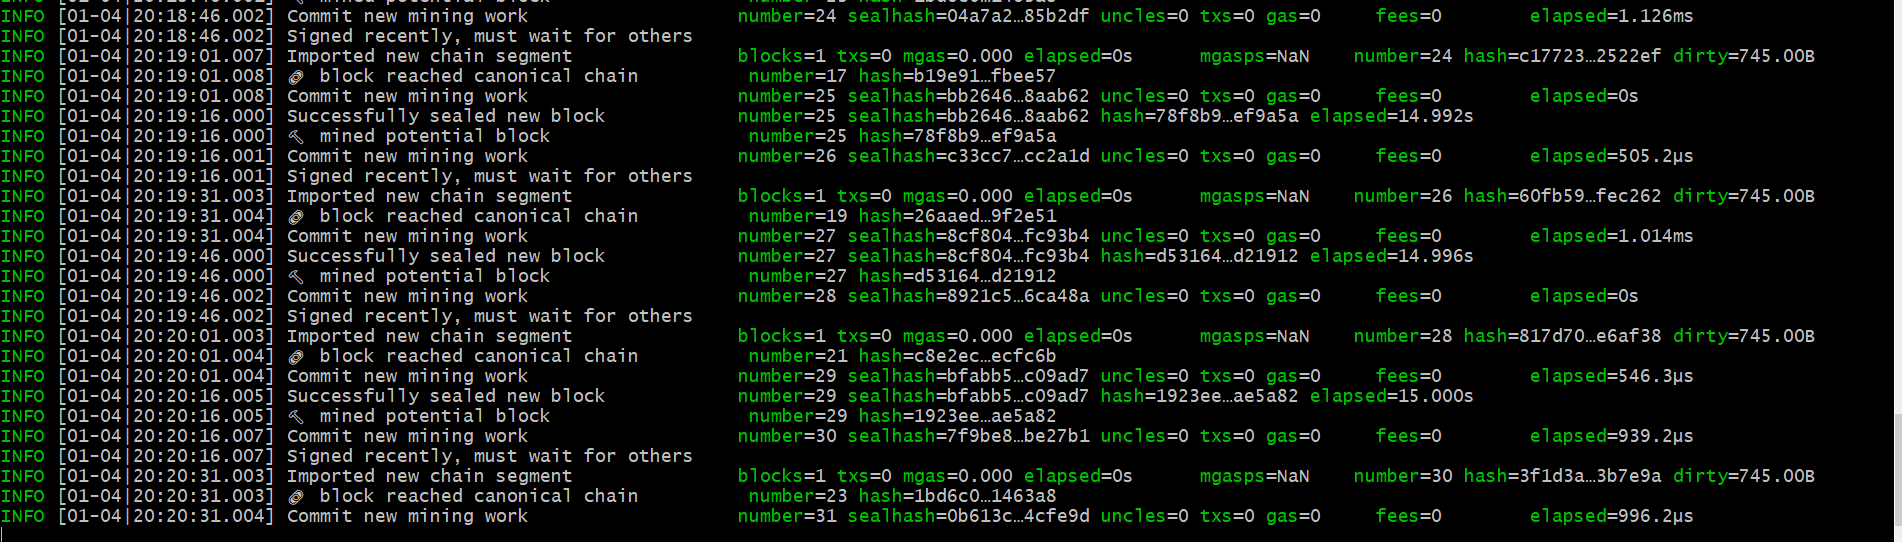 INFO [01-04|20:18:46.002] Commit new mining work number=24 sealhash=04a7a2…85b2df uncles=0 txs=0 gas=0 fees=0 elapsed=1.126ms
INFO [01-04|20:18:46.002] Signed recently, must wait for others
INFO [01-04|20:19:01.007] Imported new chain segment blocks=1 txs=0 mgas=0.000 elapsed=0s mgasps=NaN number=24 hash=c17723…2522ef dirty=745.00B
INFO [01-04|20:19:01.008] 🔗 block reached canonical chain number=17 hash=b19e91…fbee57
INFO [01-04|20:19:01.008] Commit new mining work number=25 sealhash=bb2646…8aab62 uncles=0 txs=0 gas=0 fees=0 elapsed=0s
INFO [01-04|20:19:16.000] Successfully sealed new block number=25 sealhash=bb2646…8aab62 hash=78f8b9…ef9a5a elapsed=14.992s
INFO [01-04|20:19:16.000] 🔨 mined potential block number=25 hash=78f8b9…ef9a5a
INFO [01-04|20:19:16.001] Commit new mining work number=26 sealhash=c33cc7…cc2a1d uncles=0 txs=0 gas=0 fees=0 elapsed=505.2µs
INFO [01-04|20:19:16.001] Signed recently, must wait for others
INFO [01-04|20:19:31.003] Imported new chain segment blocks=1 txs=0 mgas=0.000 elapsed=0s mgasps=NaN number=26 hash=60fb59…fec262 dirty=745.00B
INFO [01-04|20:19:31.004] 🔗 block reached canonical chain number=19 hash=26aaed…9f2e51
INFO [01-04|20:19:31.004] Commit new mining work number=27 sealhash=8cf804…fc93b4 uncles=0 txs=0 gas=0 fees=0 elapsed=1.014ms
INFO [01-04|20:19:46.000] Successfully sealed new block number=27 sealhash=8cf804…fc93b4 hash=d53164…d21912 elapsed=14.996s
INFO [01-04|20:19:46.000] 🔨 mined potential block number=27 hash=d53164…d21912
INFO [01-04|20:19:46.002] Commit new mining work number=28 sealhash=8921c5…6ca48a uncles=0 txs=0 gas=0 fees=0 elapsed=0s
INFO [01-04|20:19:46.002] Signed recently, must wait for others
INFO [01-04|20:20:01.003] Imported new chain segment blocks=1 txs=0 mgas=0.000 elapsed=0s mgasps=NaN number=28 hash=817d70…e6af38 dirty=745.00B
INFO [01-04|20:20:01.004] 🔗 block reached canonical chain number=21 hash=c8e2ec…ecfc6b
INFO [01-04|20:20:01.004] Commit new mining work number=29 sealhash=bfabb5…c09ad7 uncles=0 txs=0 gas=0 fees=0 elapsed=546.3µs
INFO [01-04|20:20:16.005] Successfully sealed new block number=29 sealhash=bfabb5…c09ad7 hash=1923ee…ae5a82 elapsed=15.000s
INFO [01-04|20:20:16.005] 🔨 mined potential block number=29 hash=1923ee…ae5a82
INFO [01-04|20:20:16.007] Commit new mining work number=30 sealhash=7f9be8…be27b1 uncles=0 txs=0 gas=0 fees=0 elapsed=939.2µs
INFO [01-04|20:20:16.007] Signed recently, must wait for others
INFO [01-04|20:20:31.003] Imported new chain segment blocks=1 txs=0 mgas=0.000 elapsed=0s mgasps=NaN number=30 hash=3f1d3a…3b7e9a dirty=745.00B
INFO [01-04|20:20:31.003] 🔗 block reached canonical chain number=23 hash=1bd6c0…1463a8
INFO [01-04|20:20:31.004] Commit new mining work number=31 sealhash=0b613c…4cfe9d uncles=0 txs=0 gas=0 fees=0 elapsed=996.2µs